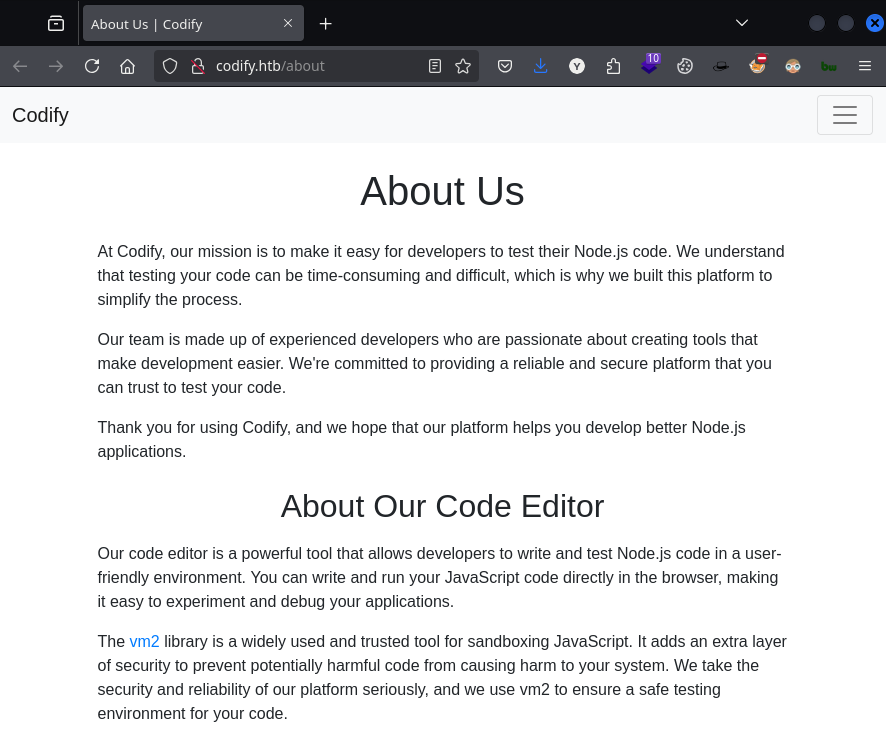 About Us | Codify
codify.htb/about
10
Y
bw
Codify
About Us
At Codify, our mission is to make it easy for developers to test their Node.js code. We understand
that testing your code can be time-consuming and difficult, which is why we built this platform to
simplify the process.
Our team is made up of experienced developers who are passionate about creating tools that
make development easier. We're committed to providing a reliable and secure platform that you
can trust to test your code.
Thank you for using Codify, and we hope that our platform helps you develop better Node.js
applications.
About Our Code Editor
Our code editor is a powerful tool that allows developers to write and test Node.js code in a user-
friendly environment. You can write and run your JavaScript code directly in the browser, making
it easy to experiment and debug your applications.
The vm2 library is a widely used and trusted tool for sandboxing JavaScript. It adds an extra layer
of security to prevent potentially harmful code from causing harm to your system. We take the
security and reliability of our platform seriously, and we use vm2 to ensure a safe testing
environment for your code.